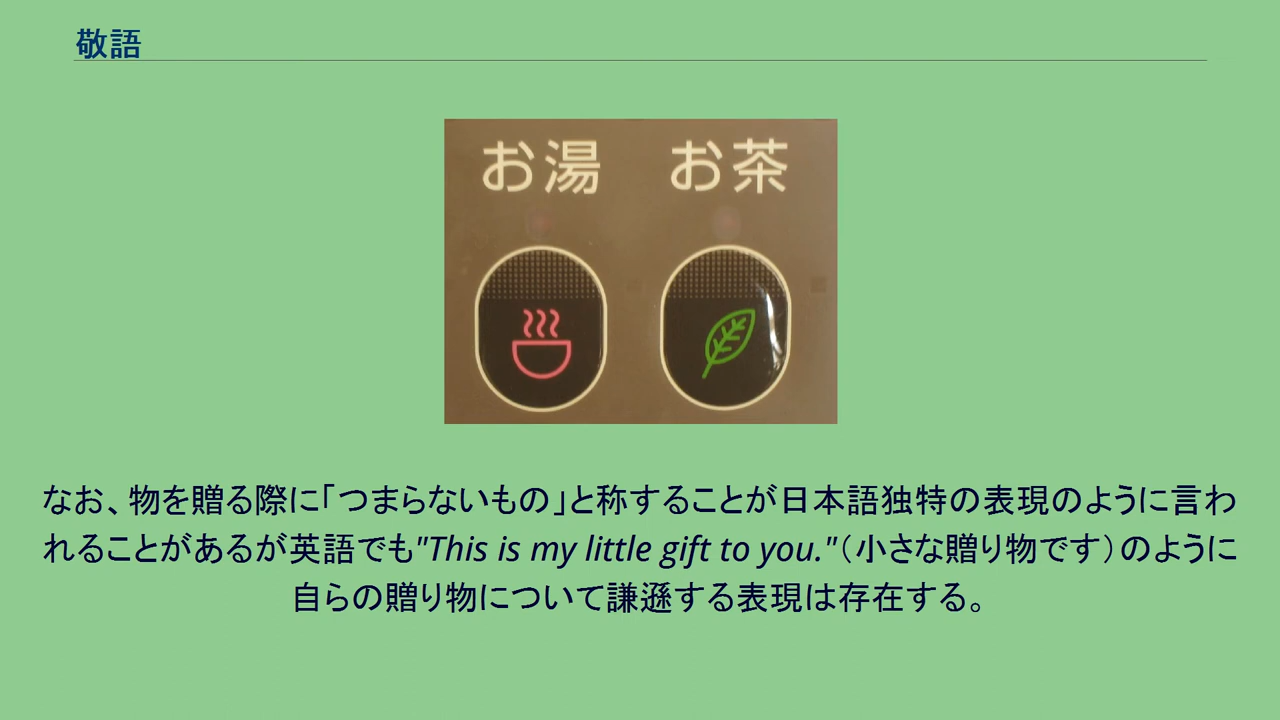 敬語
お湯 お茶
なお、物を贈る際に「つまらないもの」と称することが日本語独特の表現のように言わ
れることがあるが英語でも"This is my little gift to you."（小さな贈り物です）のように
自らの贈り物について謙遜する表現は存在する。